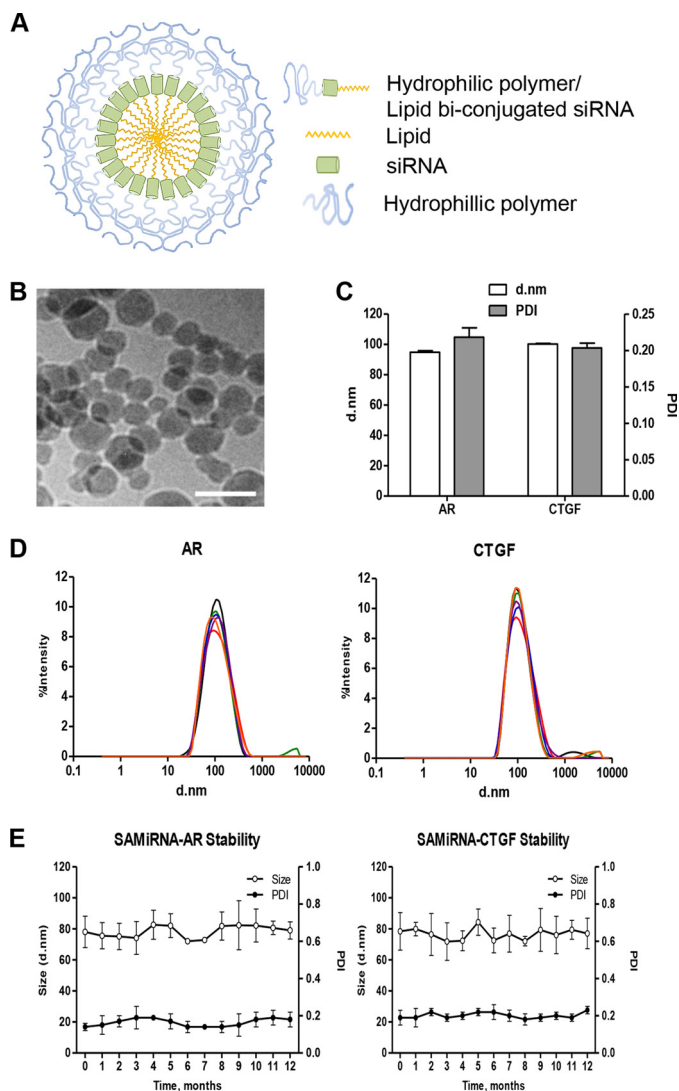 A
Hydrophilic polymer/
Lipid bi-conjugated siRNA
Lipid
siRNA
Hydrophillic polymer
B
C
d.nm
PDI
120
100
80
60
40
20
0
d.nm
0.25
0.20
0.15
0.10
0.05
0.00
PDI
AR
CTGF
D
AR
12
10
8
6
4
2
0
%Intensity
0.1
1
10
100
1000
10000
d.nm
CTGF
12
10
8
6
4
2
0
%Intensity
0.1
1
10
100
1000
10000
d.nm
E
SAMiRNA-AR Stability
Size
PDI
120
100
80
60
40
20
0
Size (d.nm)
1.0
0.8
0.6
0.4
0.2
0.0
PDI
0 1 2 3 4 5 6 7 8 9 10 11 12
Time, months
SAMiRNA-CTGF Stability
Size
PDI
120
100
80
60
40
20
0
Size (d.nm)
1.0
0.8
0.6
0.4
0.2
0.0
PDI
0 1 2 3 4 5 6 7 8 9 10 11 12
Time, months